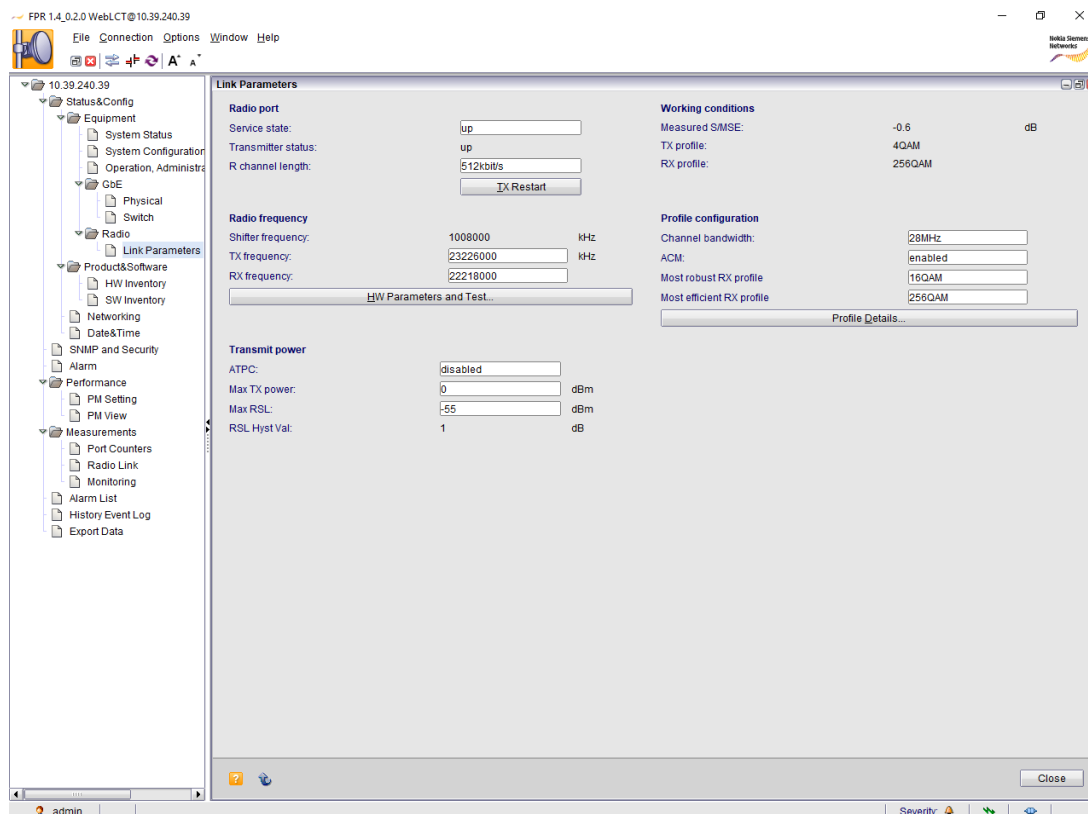 FPR 1.4_0.2.0 WebLCT@10.39.240.39
File Connection Options Window Help
Nokia Siemens
Networks
10.39.240.39
Status&Config
Equipment
System Status
System Configuration
Operation, Administra
GbE
Physical
Switch
Radio
Link Parameters
Product&Software
HW Inventory
SW Inventory
Networking
Date&Time
SNMP and Security
Alarm
Performance
PM Setting
PM View
Measurements
Port Counters
Radio Link
Monitoring
Alarm List
History Event Log
Export Data
Link Parameters
Radio port
Service state: up
Transmitter status: up
R channel length: 512kbit/s
TX Restart
Radio frequency
Shifter frequency: 1008000 kHz
TX frequency: 23226000 kHz
RX frequency: 22218000
HW Parameters and Test...
Transmit power
ATPC: disabled
Max TX power: 0 dBm
Max RSL: -55 dBm
RSL Hyst Val: 1 dB
Working conditions
Measured S/MSE: -0.6 dB
TX profile: 4QAM
RX profile: 256QAM
Profile configuration
Channel bandwidth: 28MHz
ACM: enabled
Most robust RX profile 16QAM
Most efficient RX profile 256QAM
Profile Details...
Close
admin
Severity: